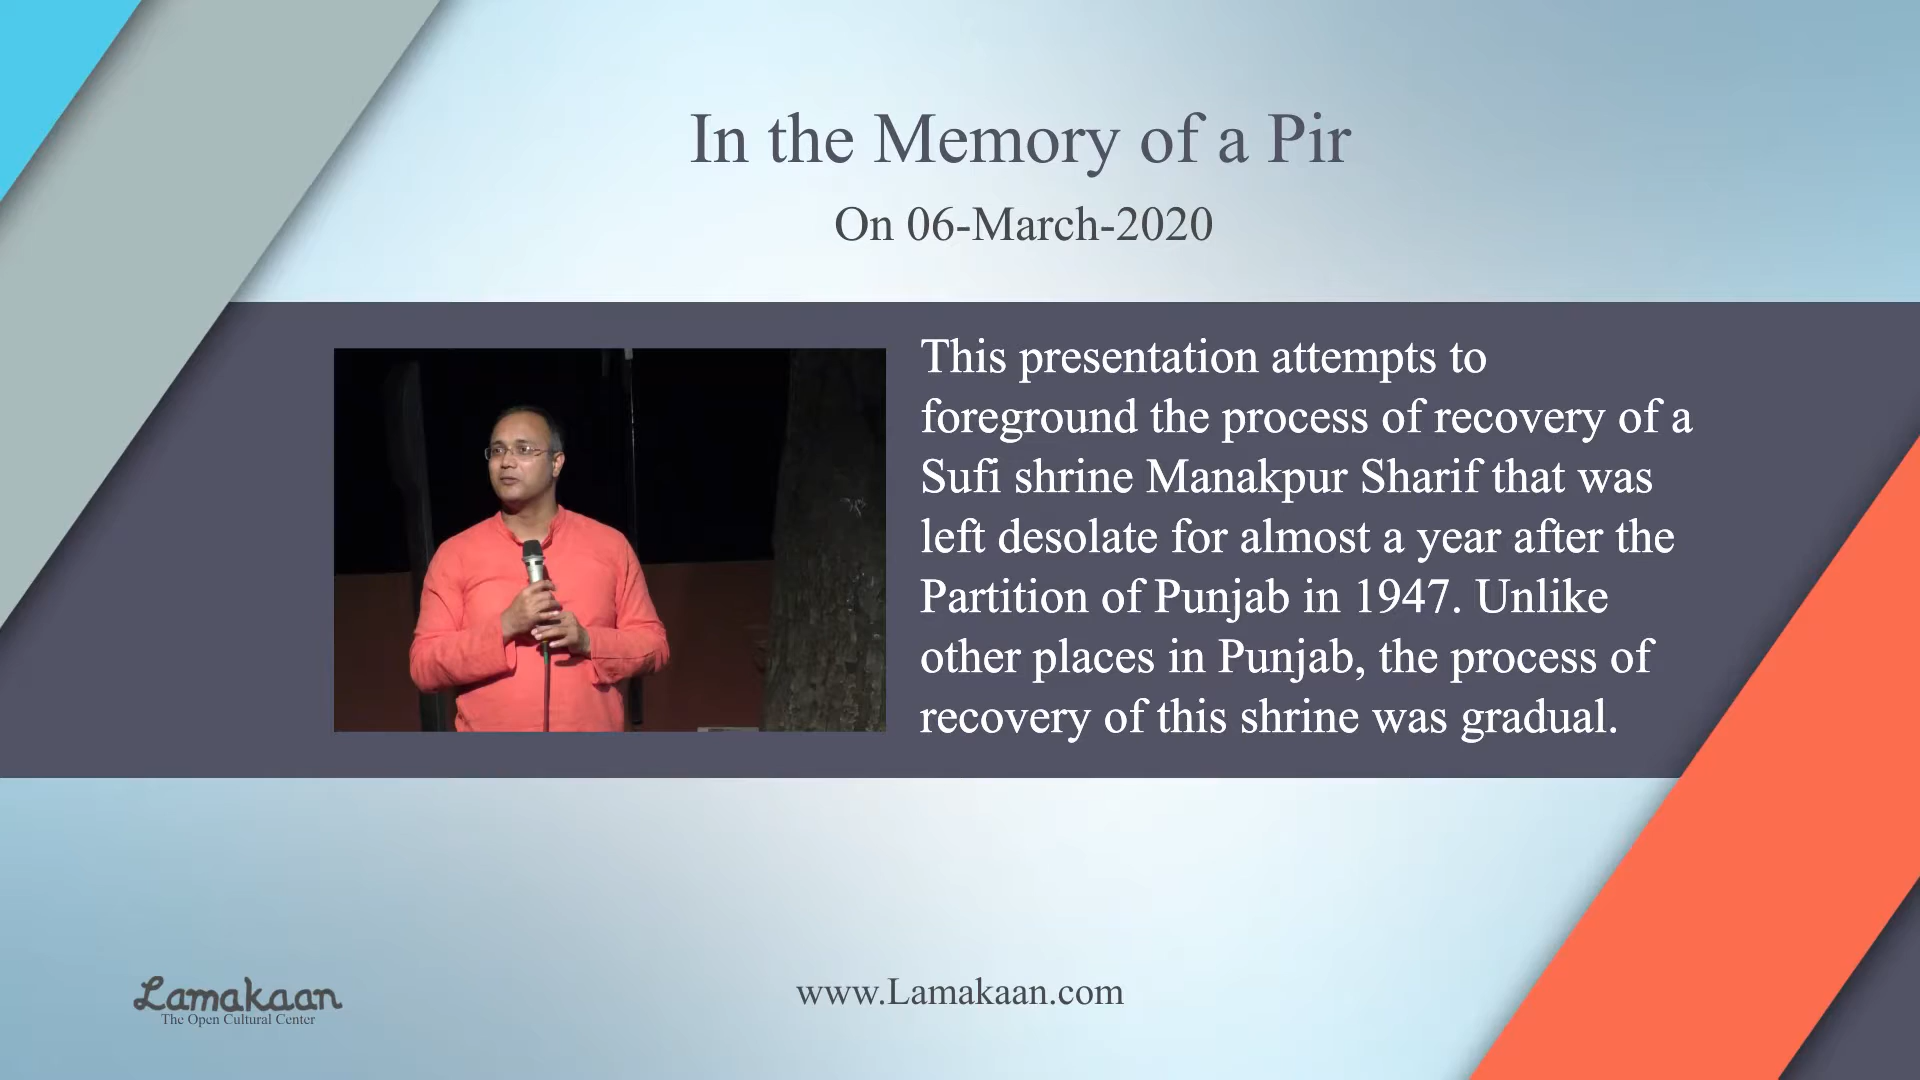 In the Memory of a Pir
On 06-March-2020
This presentation attempts to
foreground the process of recovery of a
Sufi shrine Manakpur Sharif that was
left desolate for almost a year after the
Partition of Punjab in 1947. Unlike
other places in Punjab, the process of
recovery of this shrine was gradual.
Lamakaan
The Open Cultural Center
www.Lamakaan.com